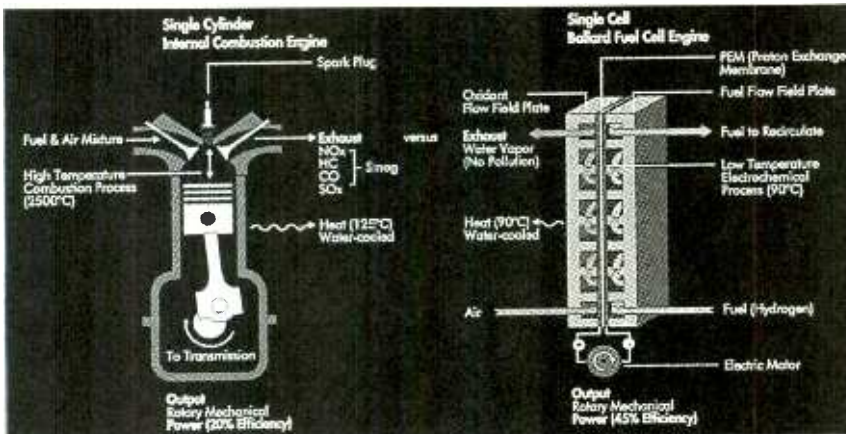 Single Cylinder
Internal Combustion Engine
Spark Plug
Fuel & Air Mixture
Exhaust
NOx
HC
CO
SOx
Smog
High Temperature
Combustion Process
(2500°C)
Heat (125°C)
Water-cooled
To Transmission
Output
Rotary Mechanical
Power (20% Efficiency)
versus
Single Cell
Ballard Fuel Cell Engine
PEM (Proton Exchange
Membrane)
Oxidant
Flow Field Plate
Fuel Flow Field Plate
Exhaust
Water Vapor
(No Pollution)
Fuel to Recirculate
Low Temperature
Electrochemical
Process (90°C)
Heat (90°C)
Water-cooled
Air
Fuel (Hydrogen)
Electric Motor
Output
Rotary Mechanical
Power (45% Efficiency)